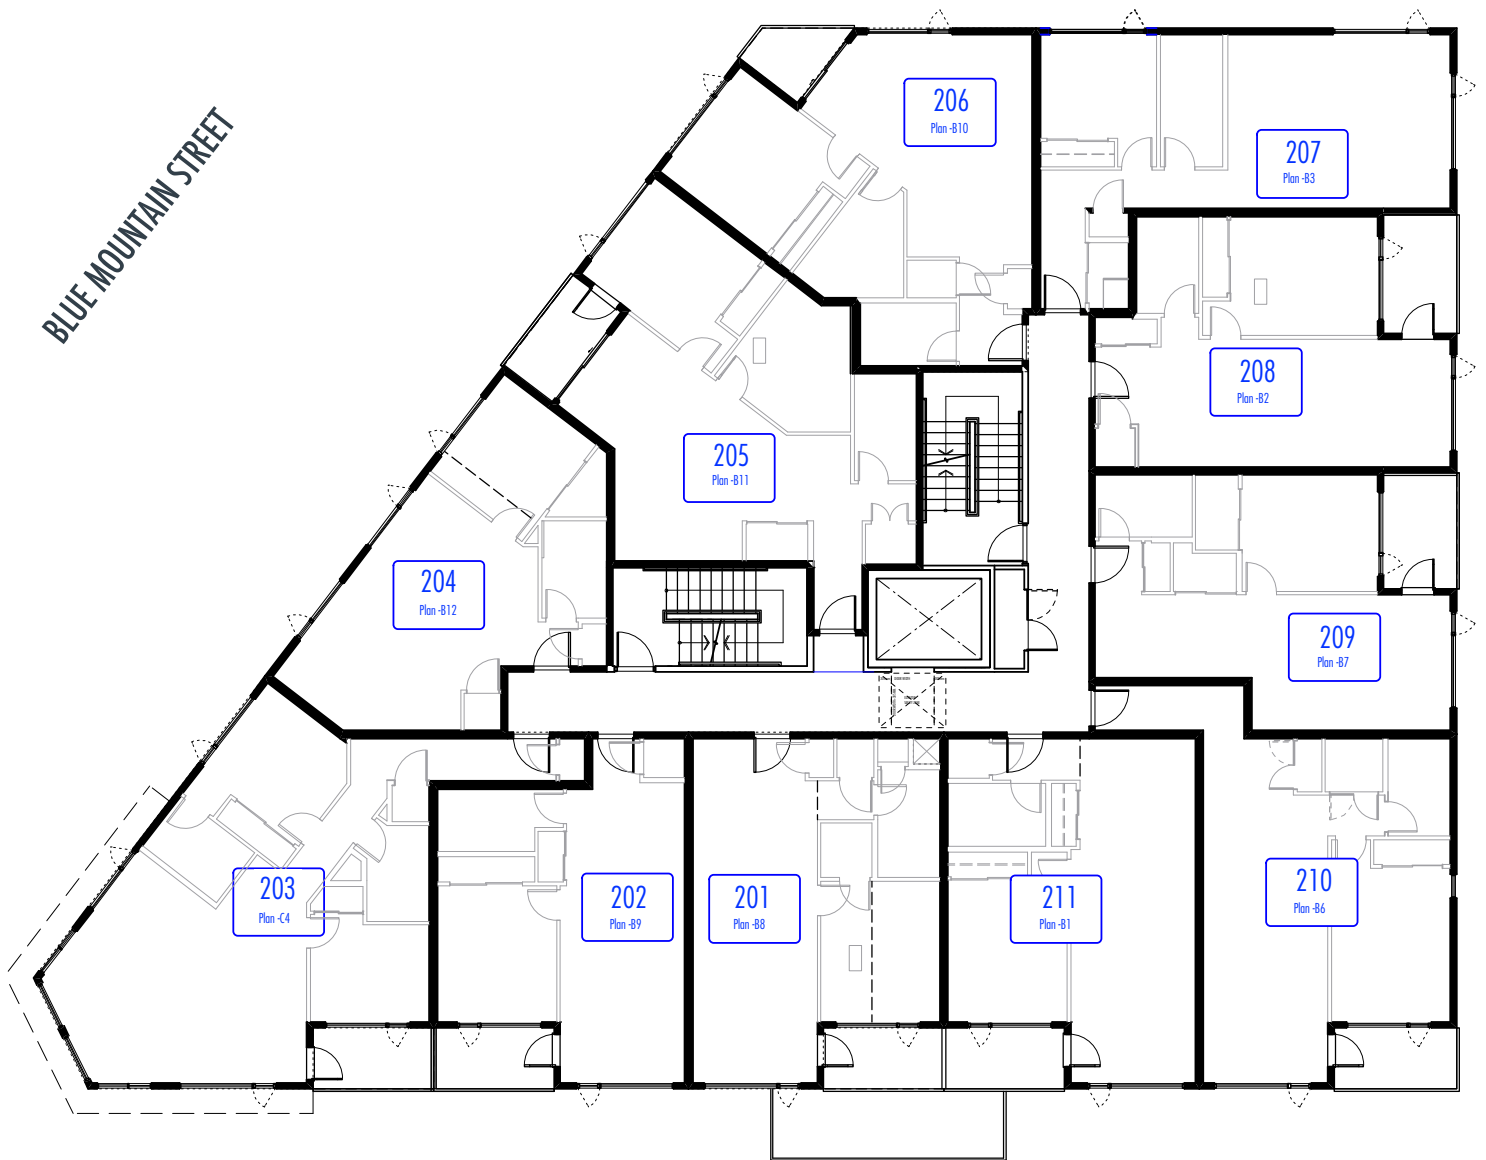 BLUE MOUNTAIN STREET
206
Plan -B10
207
Plan -B3
208
Plan -B2
205
Plan -B11
204
Plan -B12
209
Plan -B7
203
Plan -C4
202
Plan -B9
201
Plan -B8
211
Plan -B1
210
Plan -B6